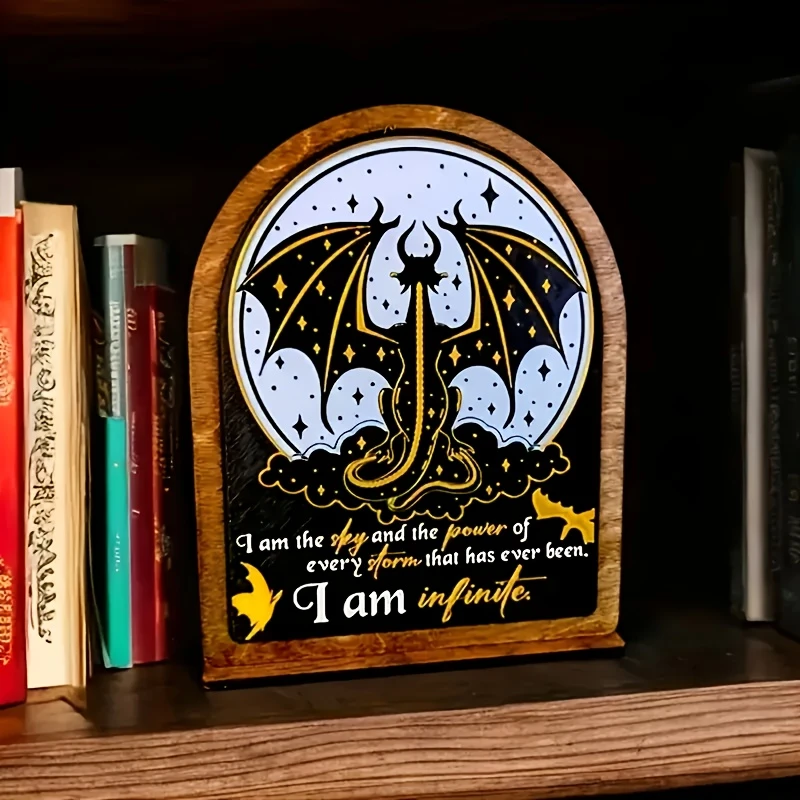 I am the sky and the power of
every storm that has ever been.
I am infinite.